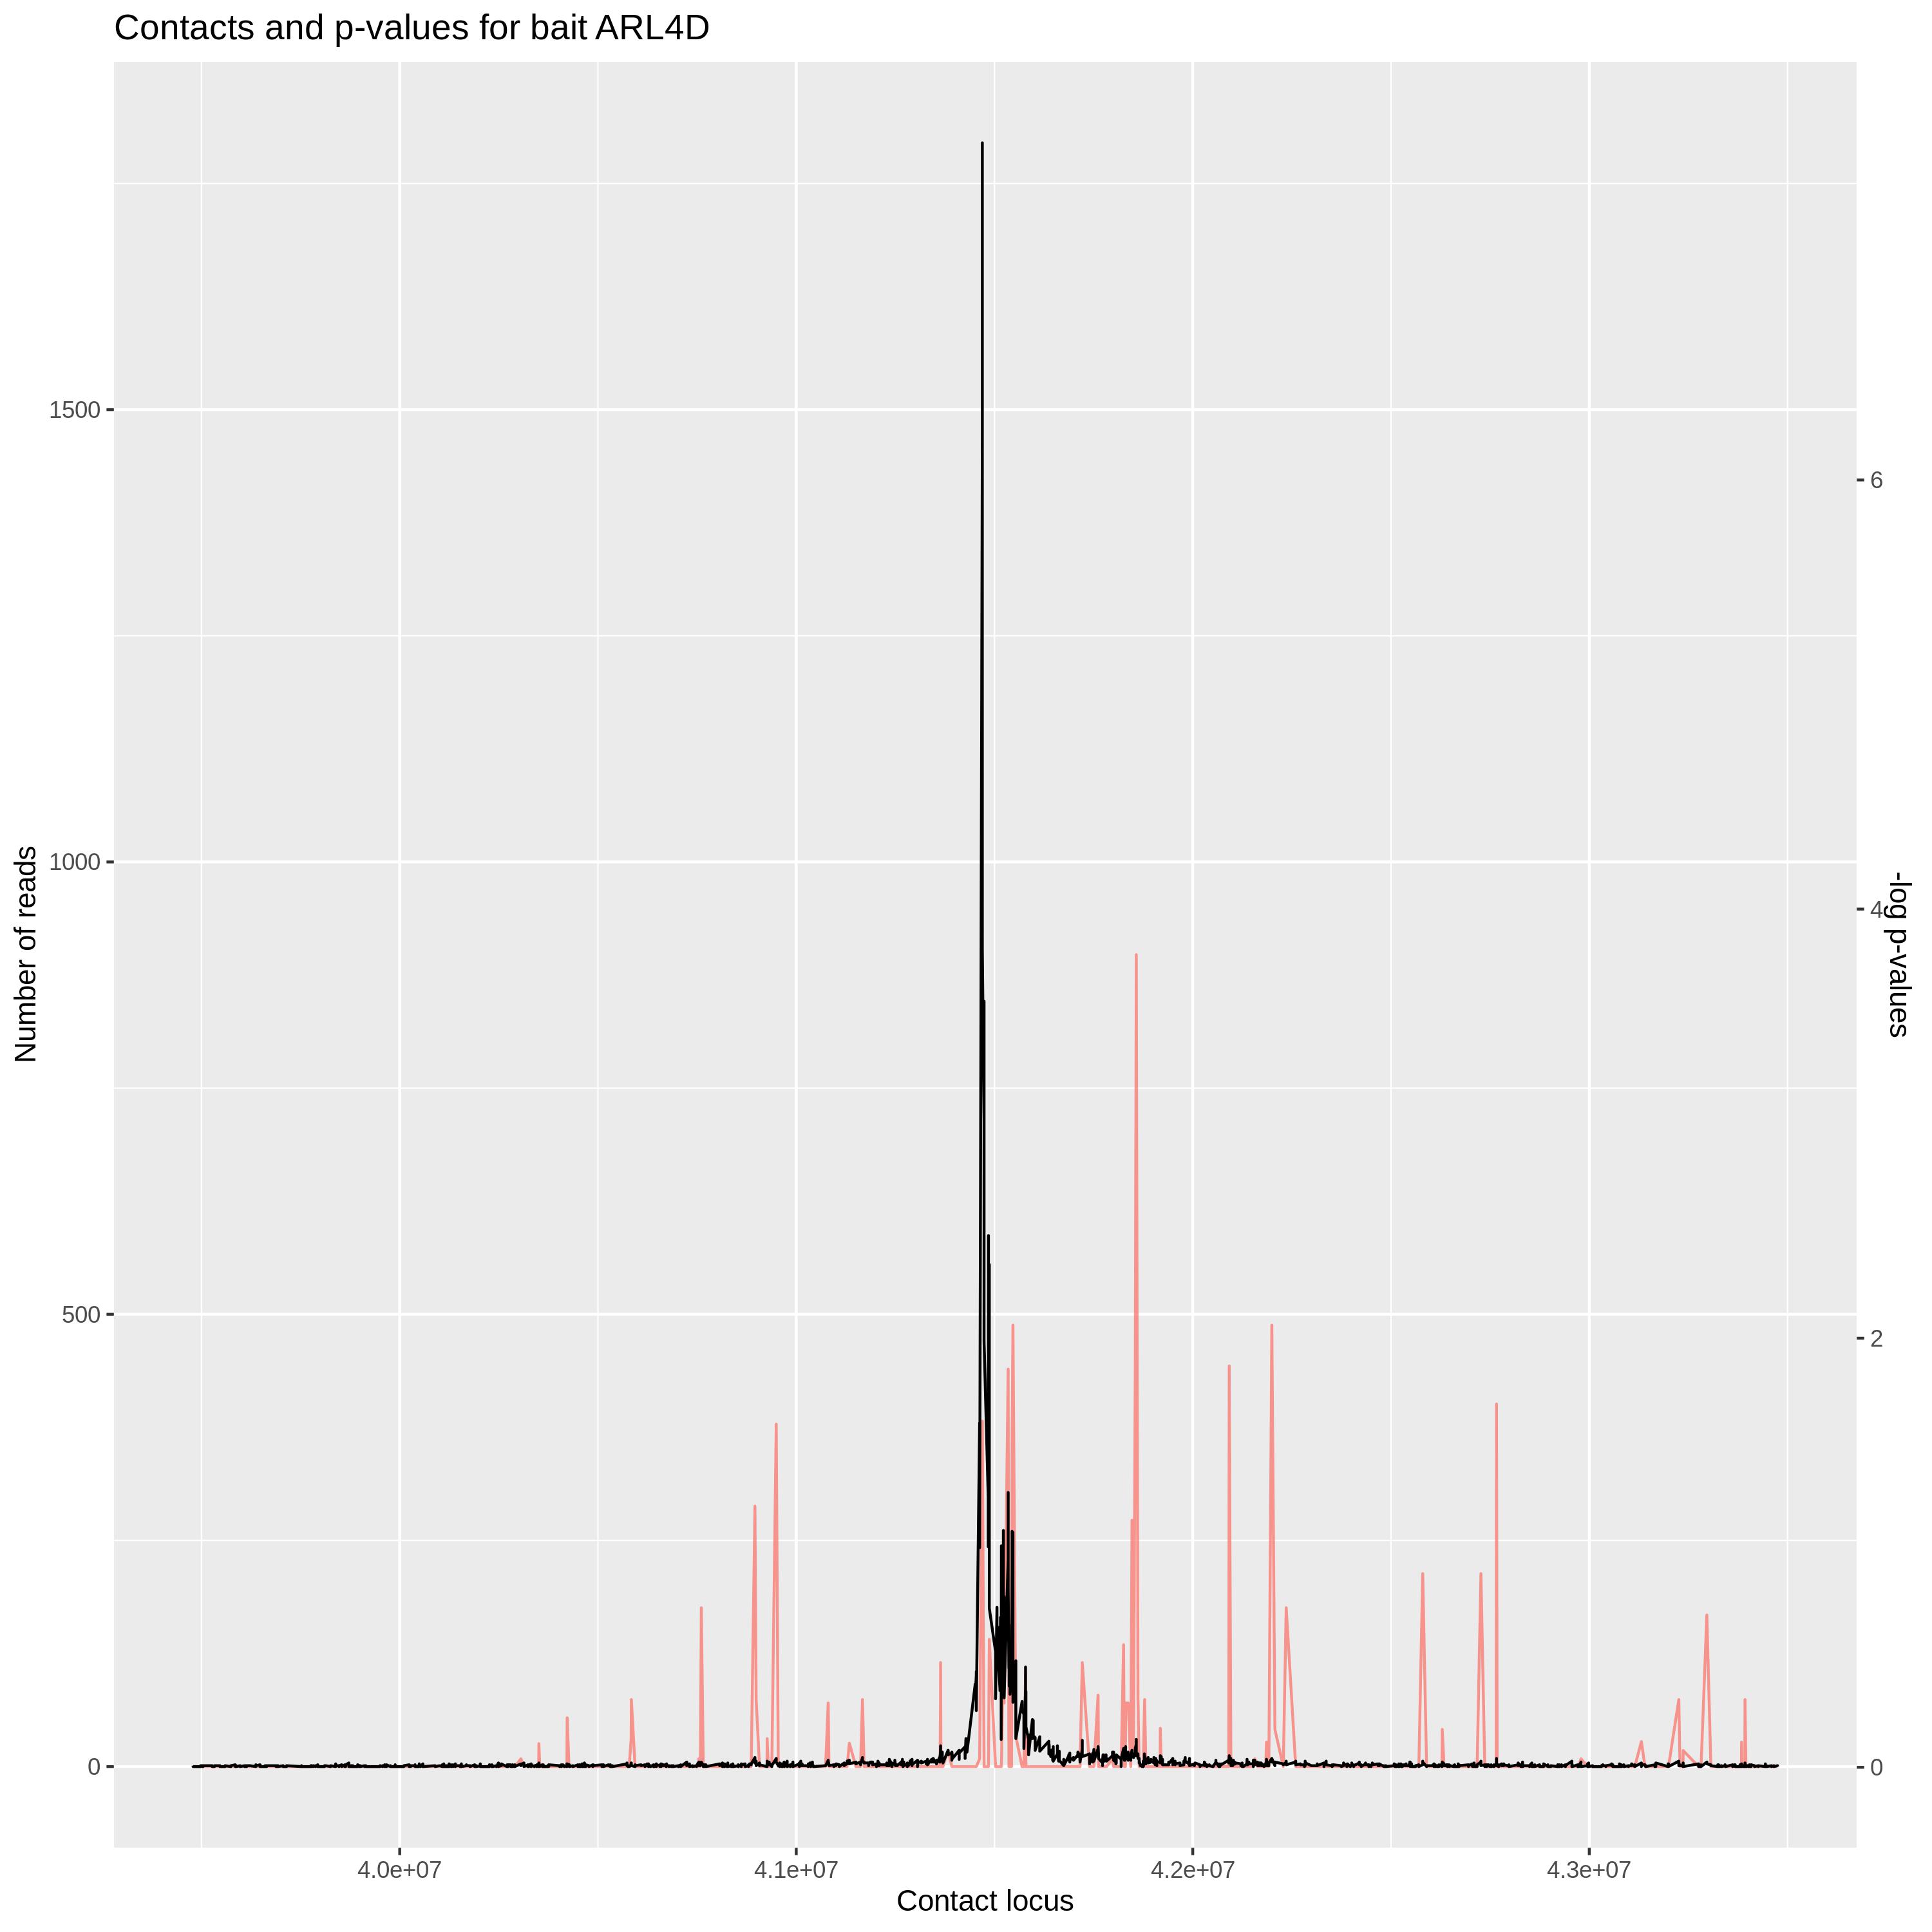 Contacts and p-values for bait ARL4D
Number of reads
1500
1000
500
0
6
4
2
0
-log p-values
4.0e+07
4.1e+07
4.2e+07
4.3e+07
Contact locus